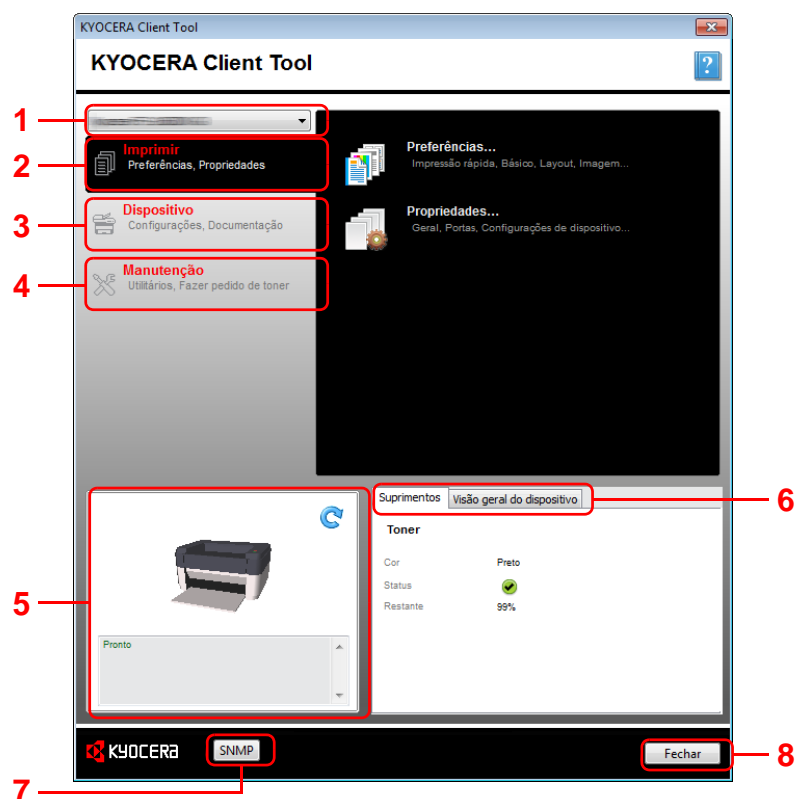 KYOCERA Client Tool
KYOCERA Client Tool
?
1
2
Imprimir
Preferências, Propriedades
3
Dispositivo
Configurações, Documentação
4
Manutenção
Utilitários, Fazer pedido de toner
Preferências...
Impressão rápida, Básico, Layout, Imagem...
Propriedades...
Geral, Portas, Configurações de dispositivo...
5
Pronto
Suprimentos Visão geral do dispositivo
6
Toner
Cor Preto
Status
Restante 99%
KYOCERA
SNMP
Fechar
8
7